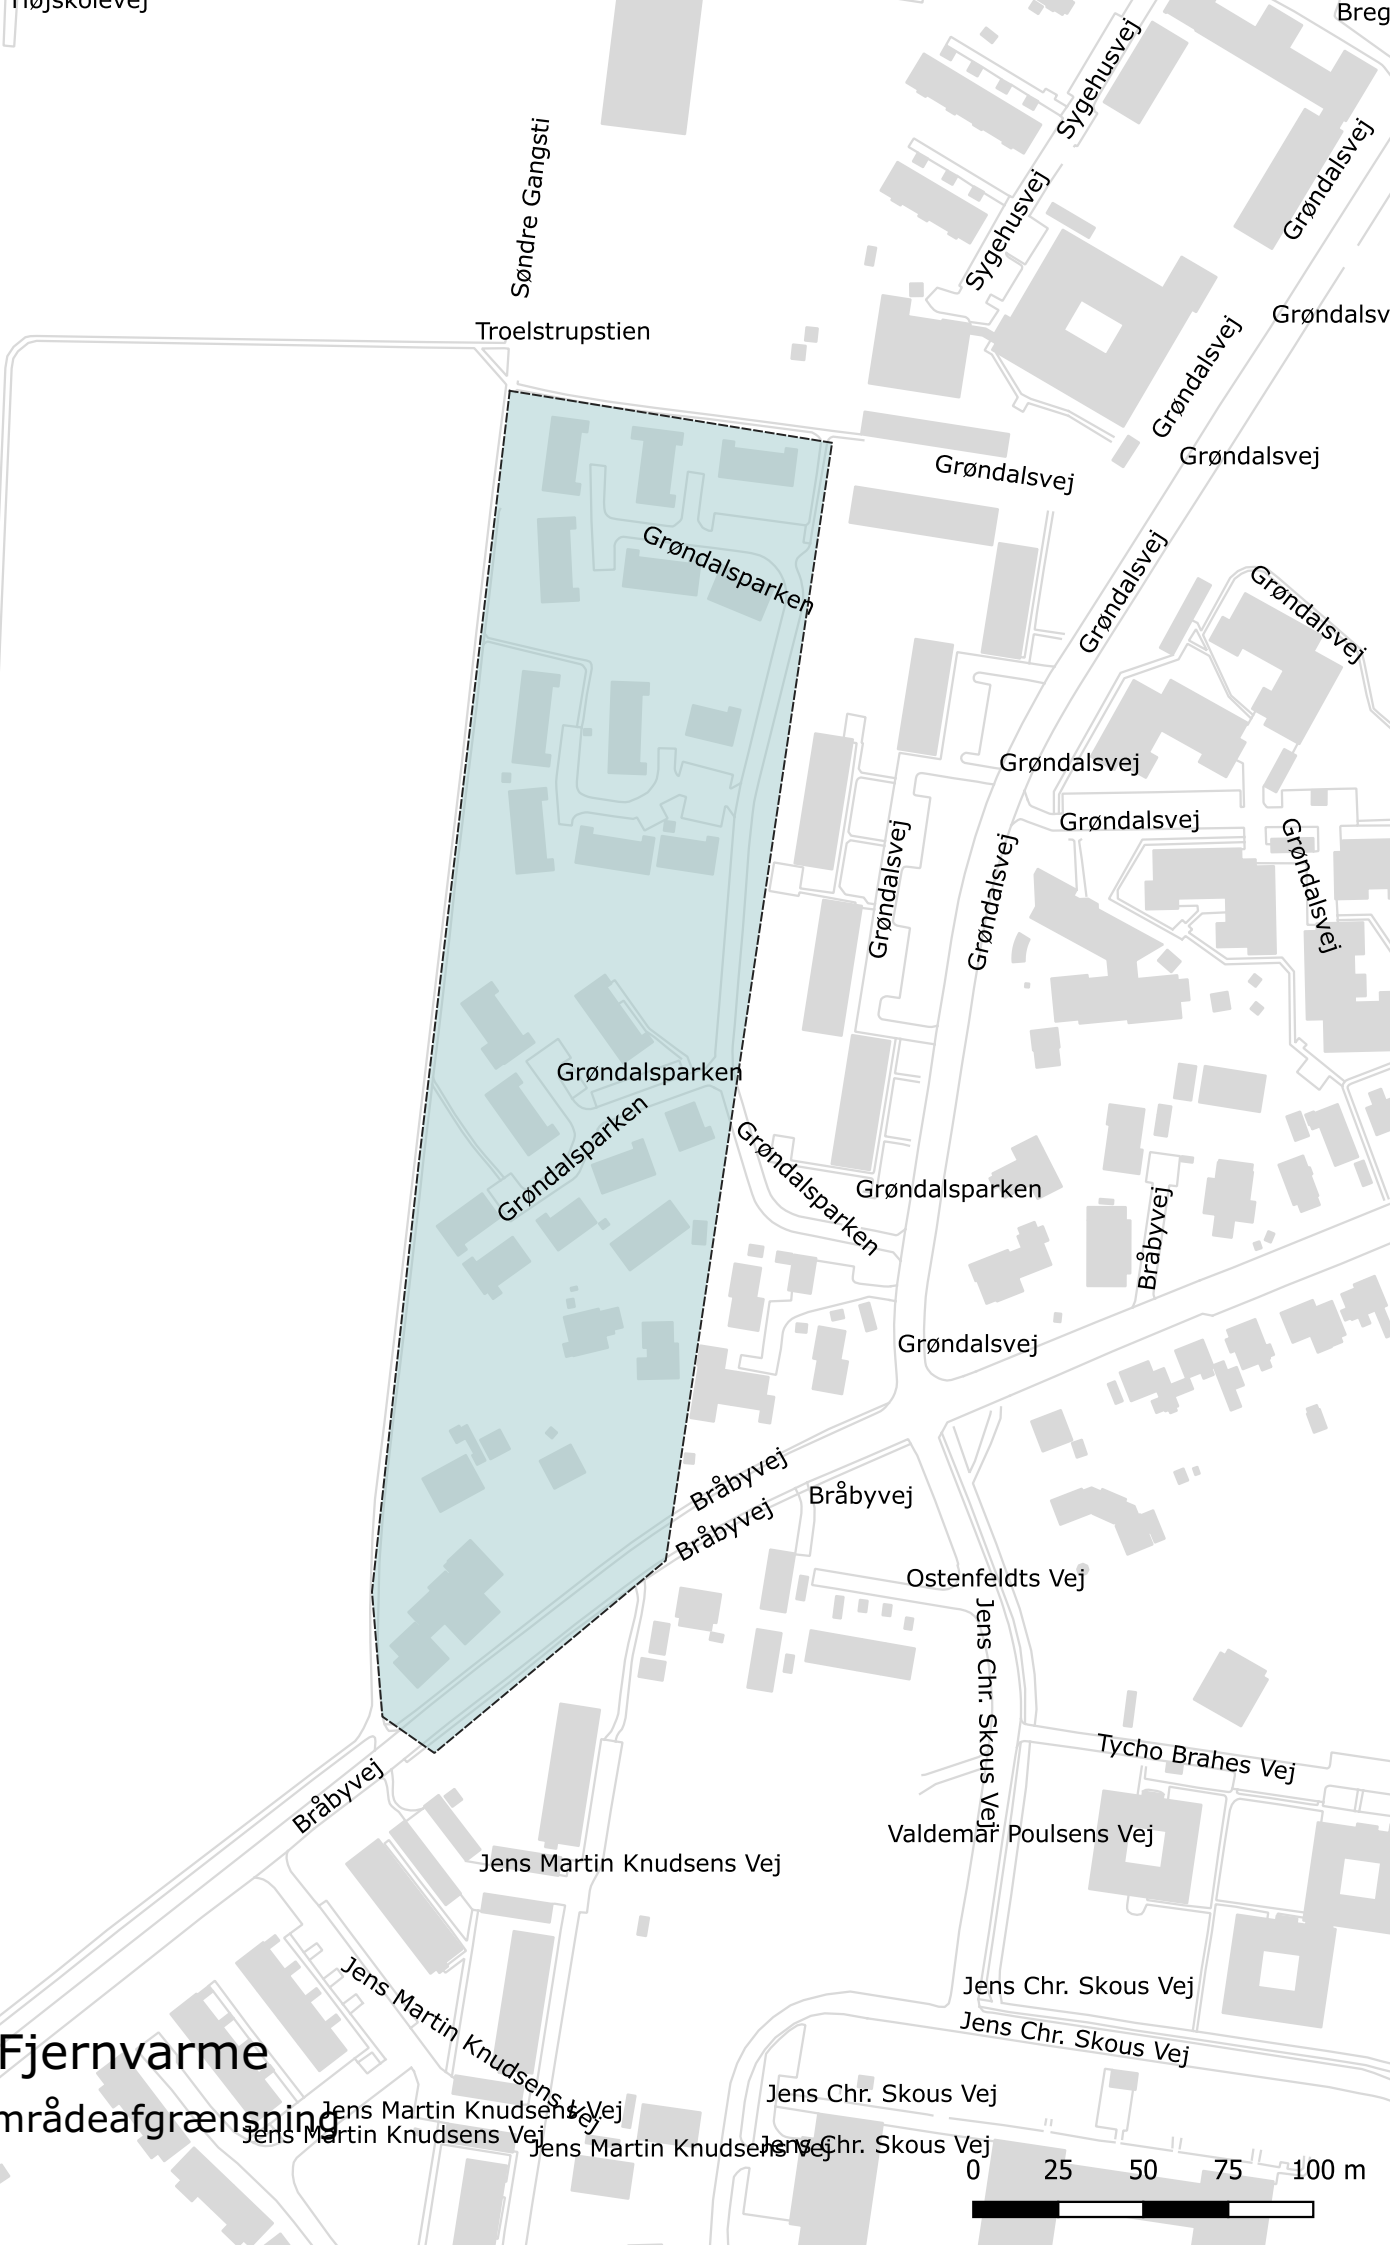 Højskolevej
Breg
Sygehusvej
Grøndalsvej
Søndre Gangsti
Sygehusvej
Grøndalsv
Troelstrupstien
Grøndalsvej
Grøndalsvej
Grøndalsvej
Grøndalsparken
Grøndalsvej
Grøndalsvej
Grøndalsvej
Grøndalsvej
Grøndalsvej
Grøndalsvej
Grøndalsvej
Grøndalsparken
Grøndalsparken
Grøndalsparken
Grøndalsparken
Bråbyvej
Grøndalsvej
Bråbyvej
Bråbyvej
Bråbyvej
Ostenfeldts Vej
Jens Chr. Skous Vej
Tycho Brahes Vej
Bråbyvej
Valdemar Poulsens Vej
Jens Martin Knudsens Vej
Jens Martin Knudsens Vej
Jens Chr. Skous Vej
Jens Chr. Skous Vej
Fjernvarme
mrådeafgrænsning
Jens Chr. Skous Vej
Jens Martin Knudsens Vej
Jens Martin Knudsens Vej
Jens Martin Knudsens Vej
Jens Chr. Skous Vej
0 25 50 75 100 m